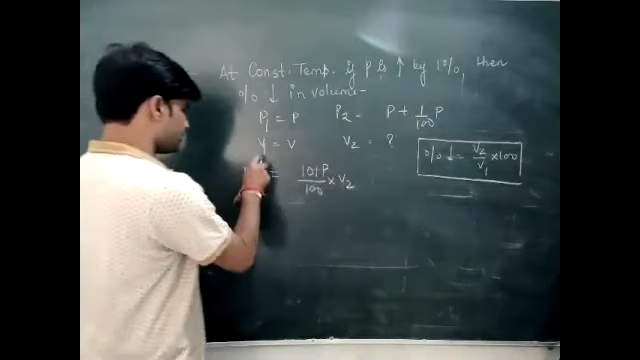 At Const. Temp. if P is ↑ by 1%, then
% ↓ in volume-
P₁ = P P₂ = P + 1/100 P
V₁ = V V₂ = ?
% ↓ = V₂/V₁ × 100
= 101P/100 × V₂